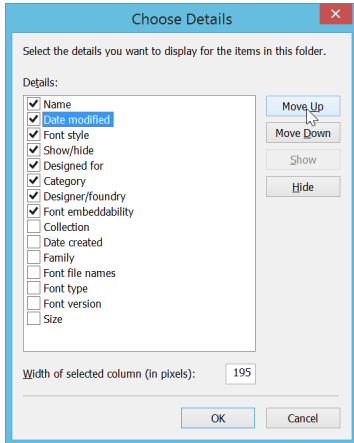 Choose Details
Select the details you want to display for the items in this folder.
Details:
Name
Date modified
Font style
Show/hide
Designed for
Category
Designer/foundry
Font embeddability
Collection
Date created
Family
Font file names
Font type
Font version
Size
Move Up
Move Down
Show
Hide
Width of selected column (in pixels): 195
OK Cancel